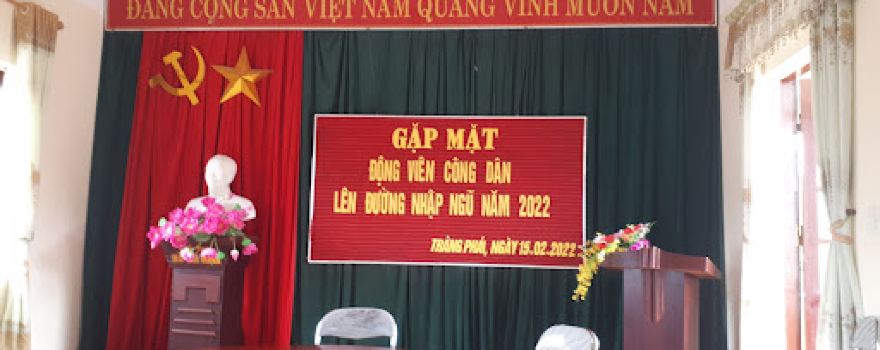 ĐẢNG CỘNG SẢN VIỆT NAM QUANG VINH MUÔN NĂM
GẶP MẶT
ĐỘNG VIÊN CÔNG DÂN
LÊN ĐƯỜNG NHẬP NGŨ NĂM 2022
TRÀNG PHÁI, NGÀY 15.02.2022